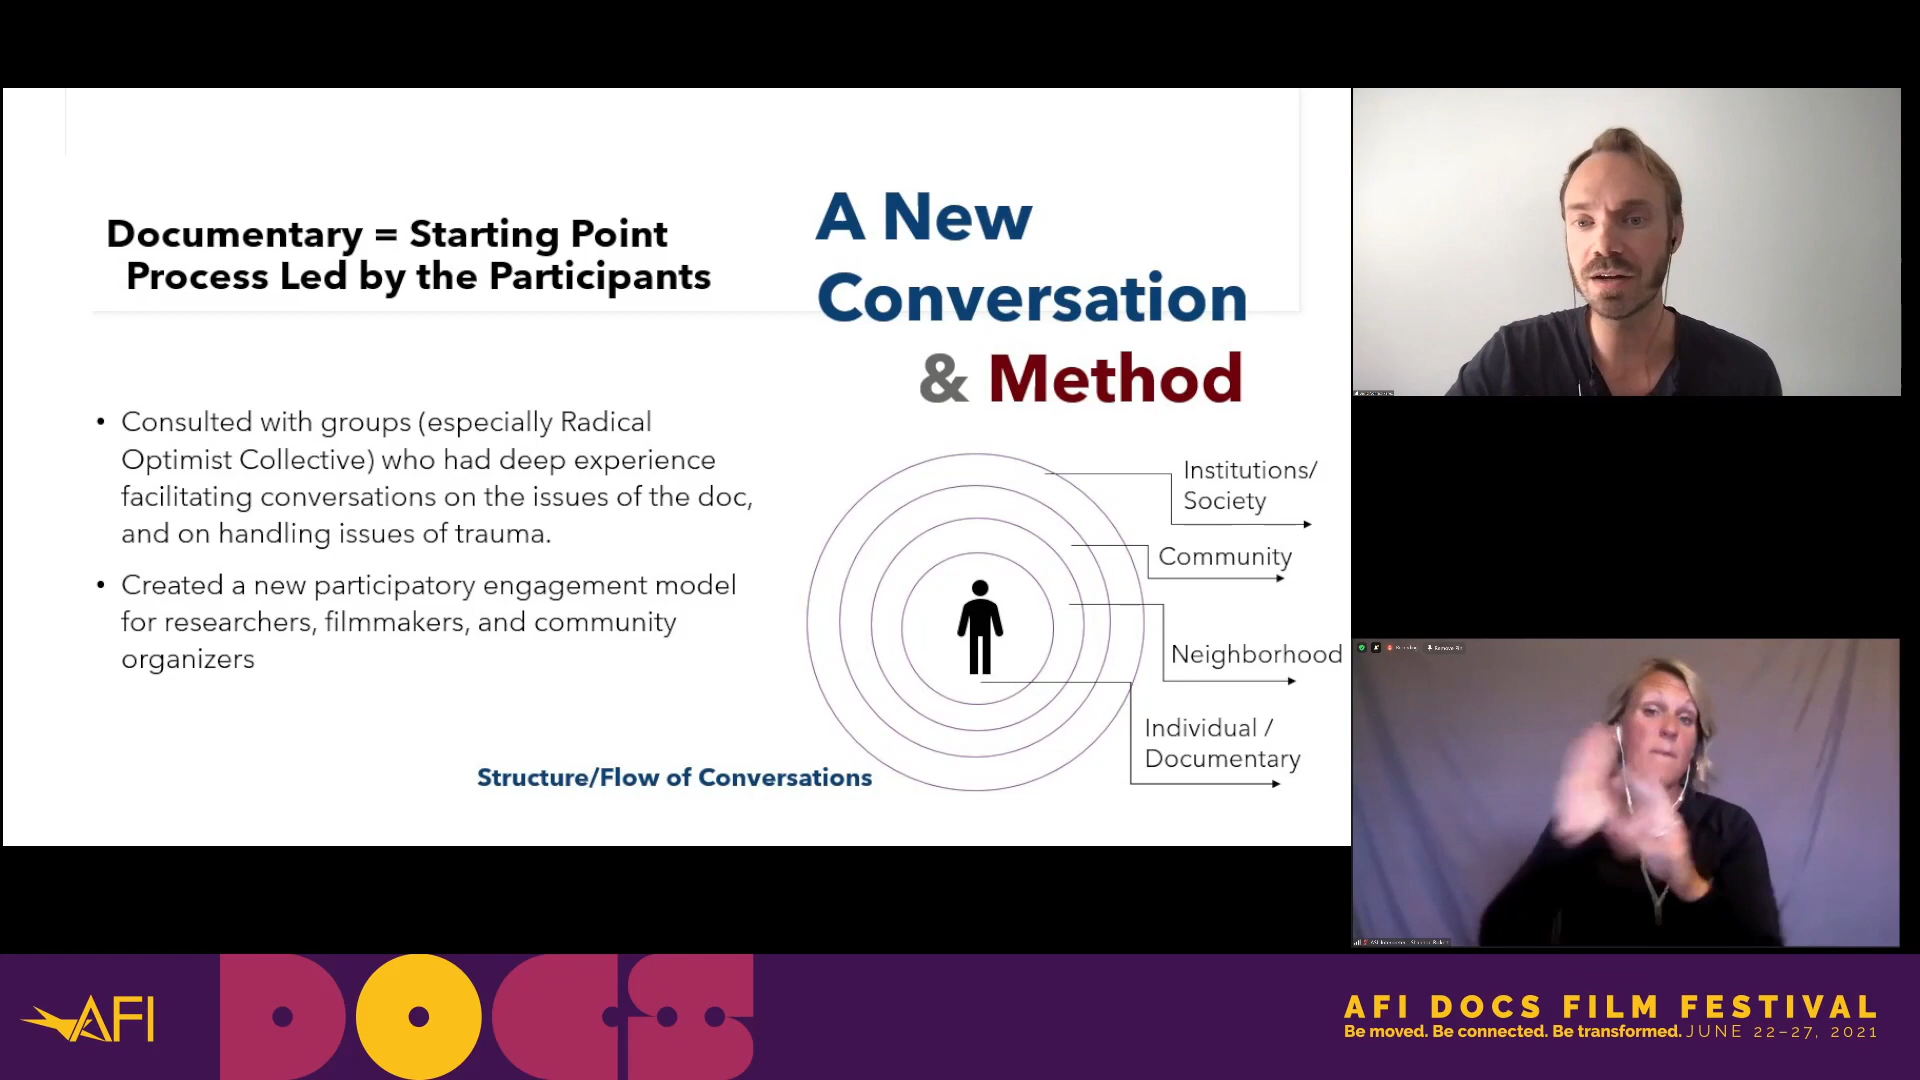 Documentary = Starting Point
Process Led by the Participants
A New
Conversation
& Method
• Consulted with groups (especially Radical
Optimist Collective) who had deep experience
facilitating conversations on the issues of the doc,
and on handling issues of trauma.
• Created a new participatory engagement model
for researchers, filmmakers, and community
organizers
Institutions/
Society
Community
Neighborhood
Individual /
Documentary
Structure/Flow of Conversations
Recording
Remove Pin
AFI
DOCS
AFI DOCS FILM FESTIVAL
Be moved. Be connected. Be transformed. JUNE 22–27, 2021